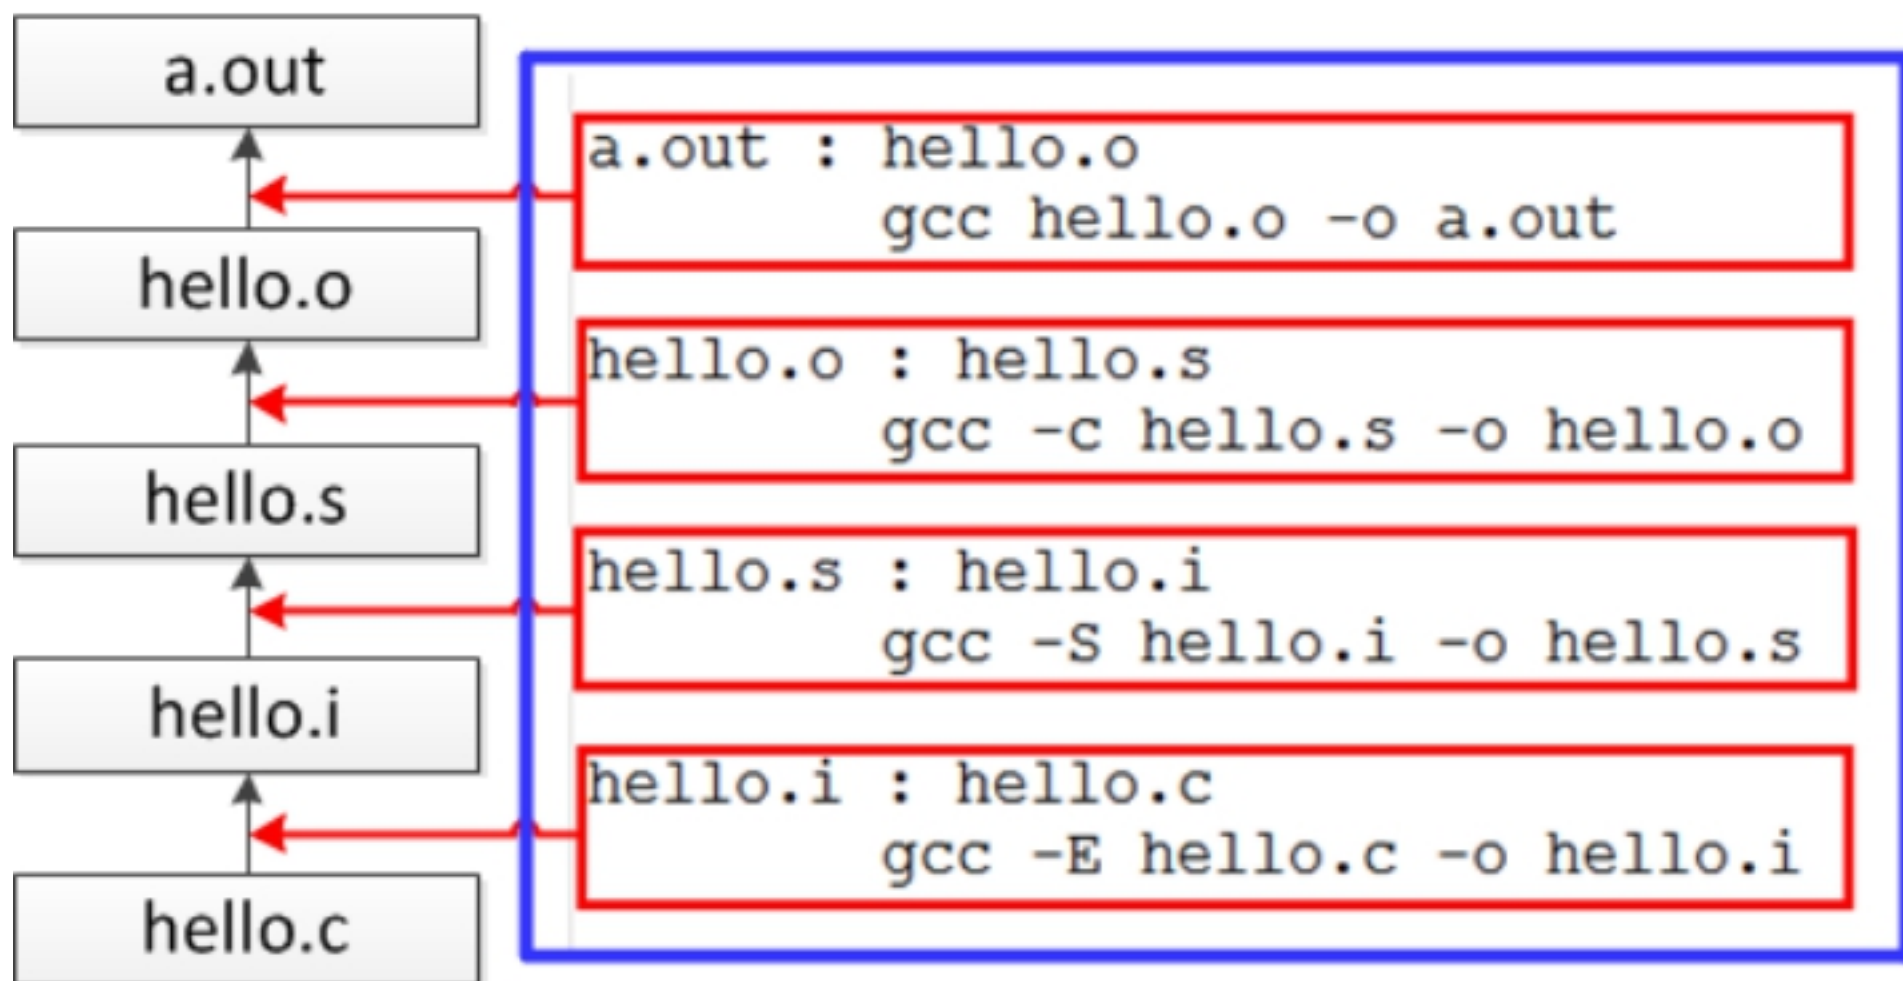 a.out
hello.o
hello.s
hello.i
hello.c
a.out : hello.o
gcc hello.o -o a.out
hello.o : hello.s
gcc -c hello.s -o hello.o
hello.s : hello.i
gcc -S hello.i -o hello.s
hello.i : hello.c
gcc -E hello.c -o hello.i